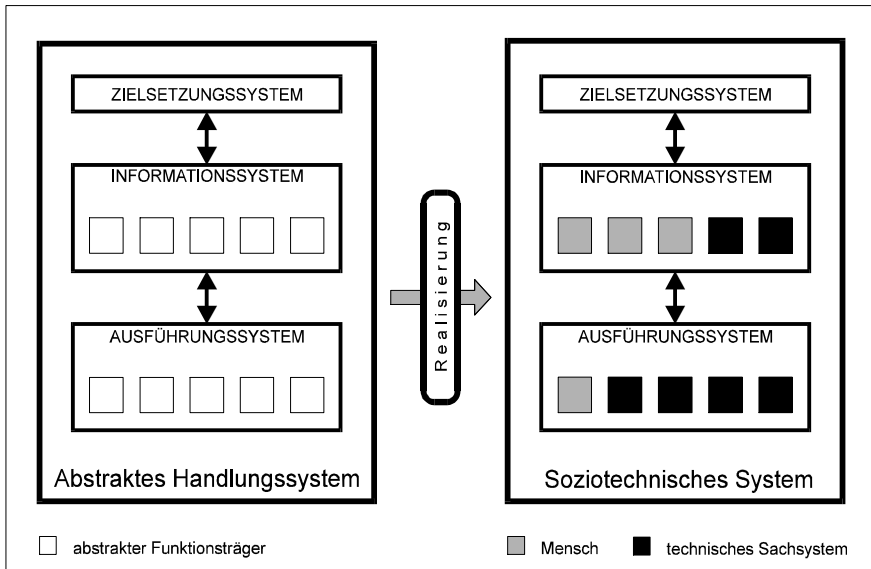 ZIELSETZUNGSSYSTEM
INFORMATIONSSYSTEM
AUSFÜHRUNGSSYSTEM
Abstraktes Handlungssystem
Realisierung
ZIELSETZUNGSSYSTEM
INFORMATIONSSYSTEM
AUSFÜHRUNGSSYSTEM
Soziotechnisches System
abstrakter Funktionsträger
Mensch
technisches Sachsystem